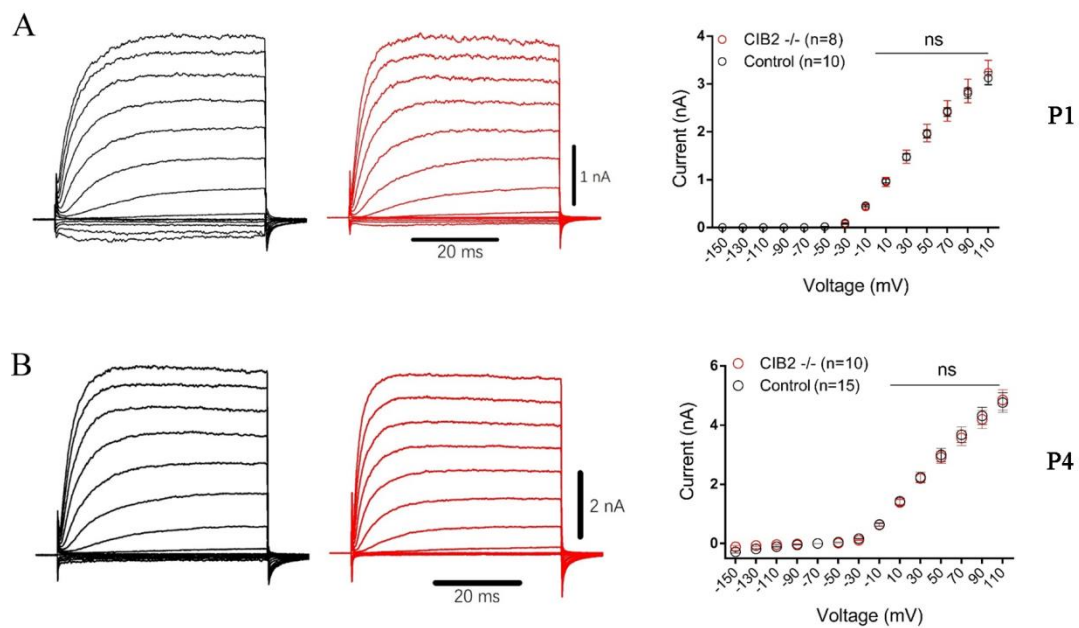 A
1 nA
20 ms
CIB2 -/- (n=8)
Control (n=10)
ns
4
3
2
1
0
Current (nA)
-150 -130 -110 -90 -70 -50 -30 -10 10 30 50 70 90 110
Voltage (mV)
P1
B
2 nA
20 ms
CIB2 -/- (n=10)
Control (n=15)
ns
6
4
2
0
Current (nA)
-150 -130 -110 -90 -70 -50 -30 -10 10 30 50 70 90 110
Voltage (mV)
P4